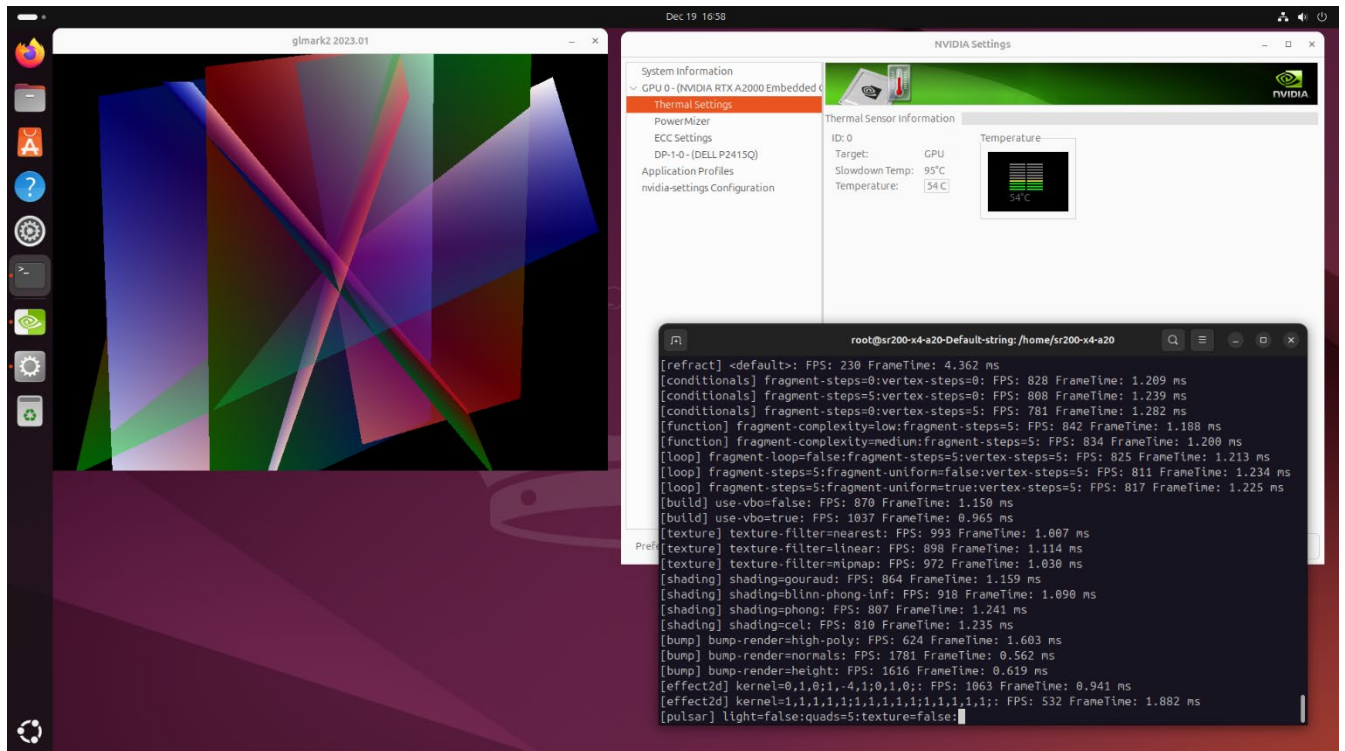 Dec 19 16:58
glmark2 2023.01
NVIDIA Settings
System Information
GPU 0 - (NVIDIA RTX A2000 Embedded
Thermal Settings
PowerMizer
ECC Settings
DP-1-0 - (DELL P2415Q)
Application Profiles
nvidia-settings Configuration
NVIDIA
Thermal Sensor Information
ID: 0
Target: GPU
Slowdown Temp: 95°C
Temperature: 54 C
Temperature
54°C
Prefe
root@sr200-x4-a20-Default-string: /home/sr200-x4-a20
[refract] <default>: FPS: 230 FrameTime: 4.362 ms
[conditionals] fragment-steps=0:vertex-steps=0: FPS: 828 FrameTime: 1.209 ms
[conditionals] fragment-steps=5:vertex-steps=0: FPS: 808 FrameTime: 1.239 ms
[conditionals] fragment-steps=0:vertex-steps=5: FPS: 781 FrameTime: 1.282 ms
[function] fragment-complexity=low:fragment-steps=5: FPS: 842 FrameTime: 1.188 ms
[function] fragment-complexity=medium:fragment-steps=5: FPS: 834 FrameTime: 1.200 ms
[loop] fragment-loop=false:fragment-steps=5:vertex-steps=5: FPS: 825 FrameTime: 1.213 ms
[loop] fragment-steps=5:fragment-uniform=false:vertex-steps=5: FPS: 811 FrameTime: 1.234 ms
[loop] fragment-steps=5:fragment-uniform=true:vertex-steps=5: FPS: 817 FrameTime: 1.225 ms
[build] use-vbo=false: FPS: 870 FrameTime: 1.150 ms
[build] use-vbo=true: FPS: 1037 FrameTime: 0.965 ms
[texture] texture-filter=nearest: FPS: 993 FrameTime: 1.007 ms
[texture] texture-filter=linear: FPS: 898 FrameTime: 1.114 ms
[texture] texture-filter=mipmap: FPS: 972 FrameTime: 1.030 ms
[shading] shading=gouraud: FPS: 864 FrameTime: 1.159 ms
[shading] shading=blinn-phong-inf: FPS: 918 FrameTime: 1.090 ms
[shading] shading=phong: FPS: 807 FrameTime: 1.241 ms
[shading] shading=cel: FPS: 810 FrameTime: 1.235 ms
[bump] bump-render=high-poly: FPS: 624 FrameTime: 1.603 ms
[bump] bump-render=normals: FPS: 1781 FrameTime: 0.562 ms
[bump] bump-render=height: FPS: 1616 FrameTime: 0.619 ms
[effect2d] kernel=0,1,0;1,-4,1;0,1,0;: FPS: 1063 FrameTime: 0.941 ms
[effect2d] kernel=1,1,1,1,1;1,1,1,1,1;1,1,1,1,1;: FPS: 532 FrameTime: 1.882 ms
[pulsar] light=false:quads=5:texture=false: